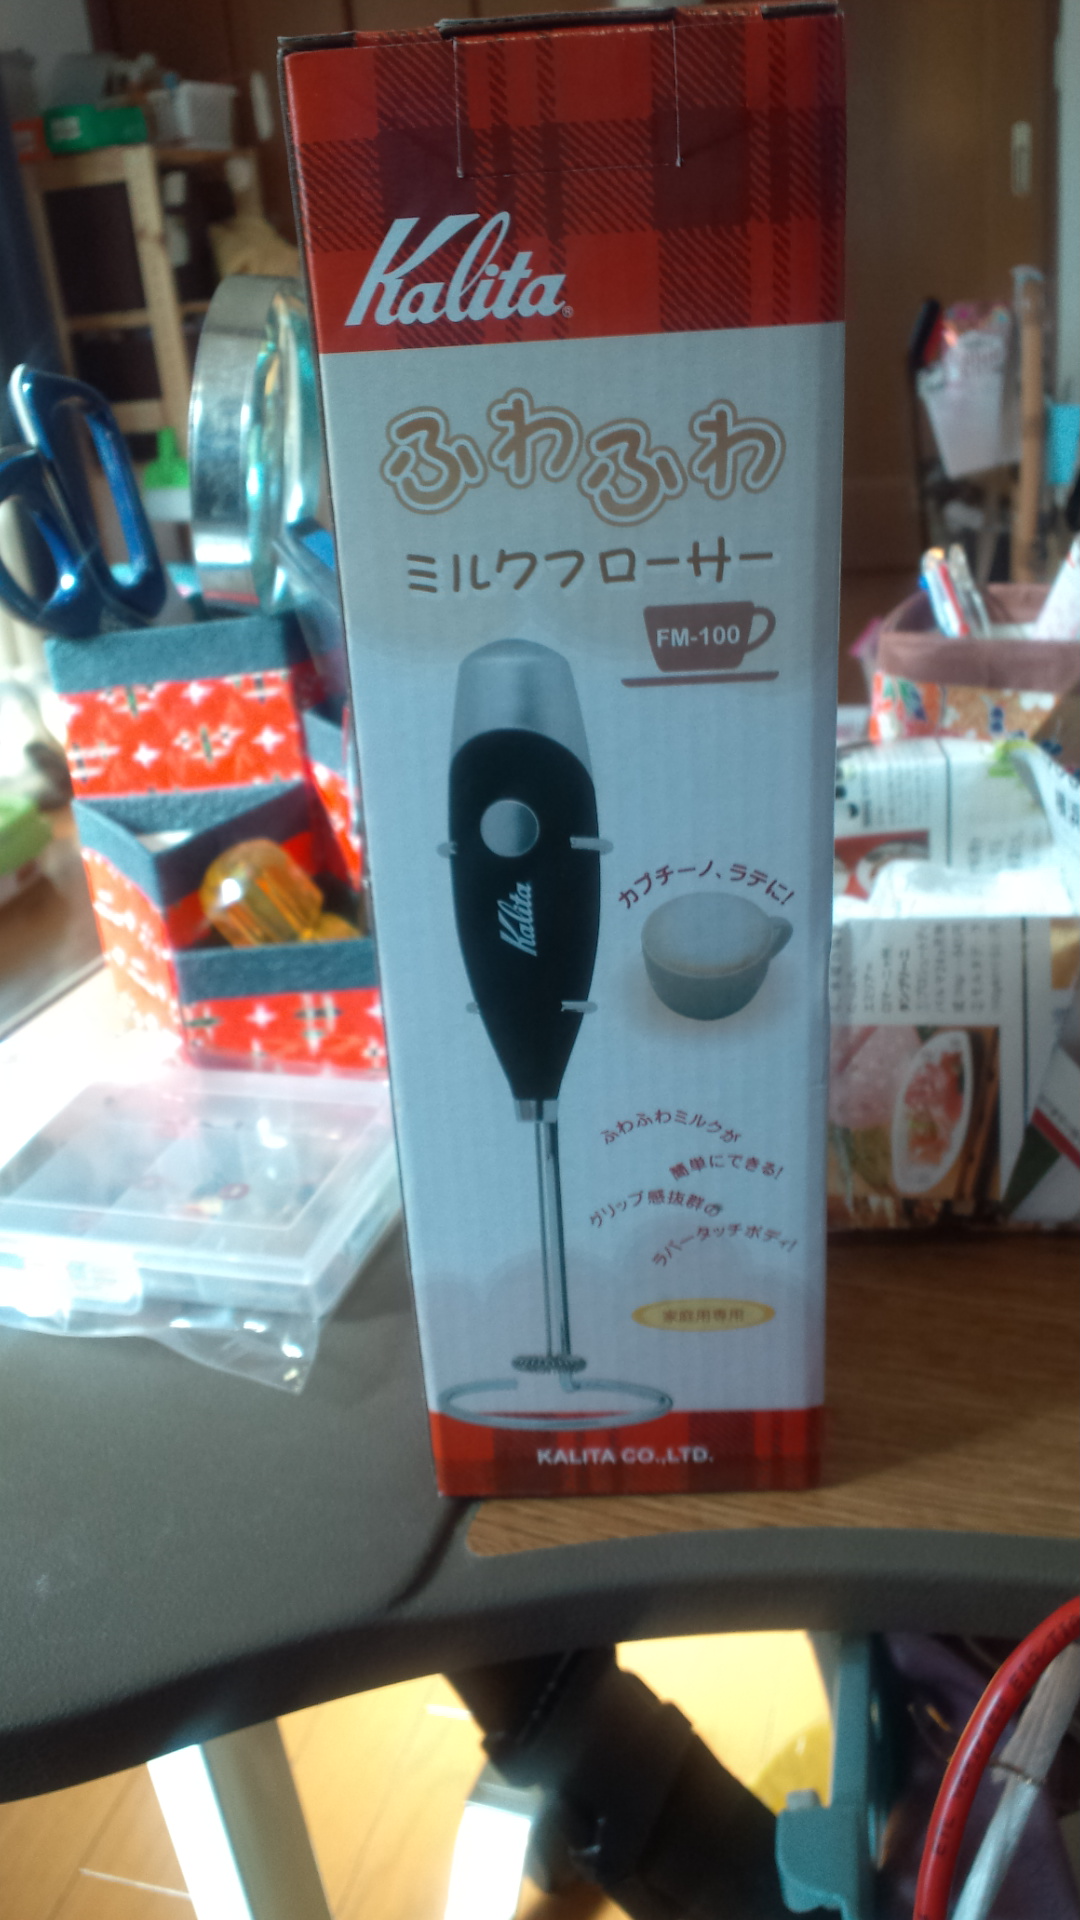 Kalita®
ふわふわ
ミルクフローサー
FM-100
Kalita
カプチーノ、ラテに!
ふわふわミルクが
簡単にできる!
グリップ感抜群の
ラバータッチボディ!
家庭用専用
KALITA CO.,LTD.